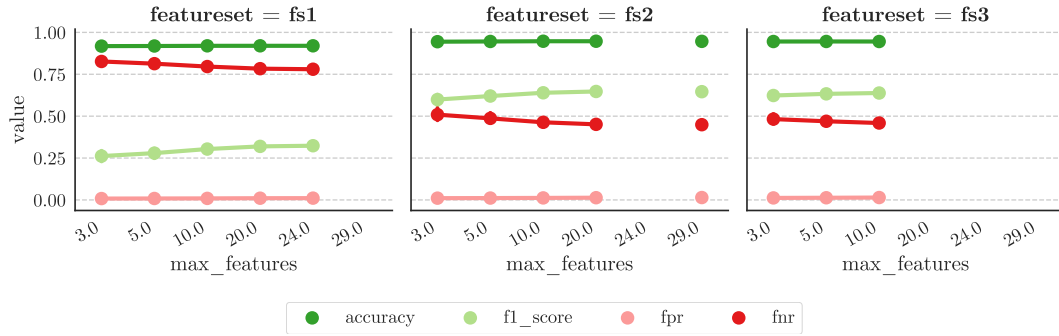 featureset = fs1
featureset = fs2
featureset = fs3
value
1.00
0.75
0.50
0.25
0.00
3.0 5.0 10.0 20.0 24.0 29.0
3.0 5.0 10.0 20.0 24.0 29.0
3.0 5.0 10.0 20.0 24.0 29.0
max_features
max_features
max_features
accuracy f1_score fpr fnr